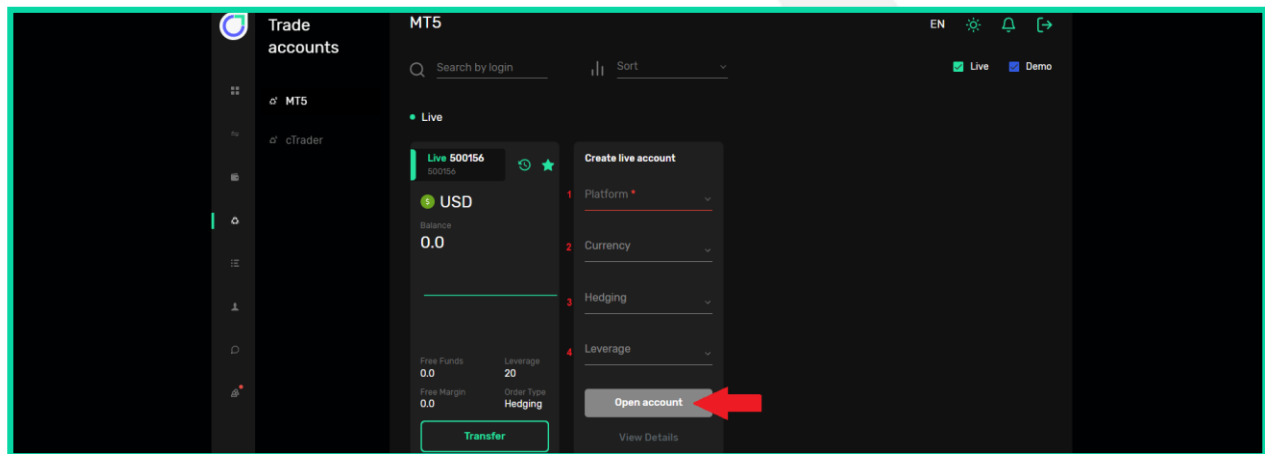 Trade
accounts
MT5
cTrader
MT5
EN
Search by login
Sort
Live
Demo
Live
Live 500156
500156
USD
Balance
0.0
Free Funds
0.0
Leverage
20
Free Margin
0.0
Order Type
Hedging
Transfer
Create live account
1 Platform *
2 Currency
3 Hedging
4 Leverage
Open account
View Details